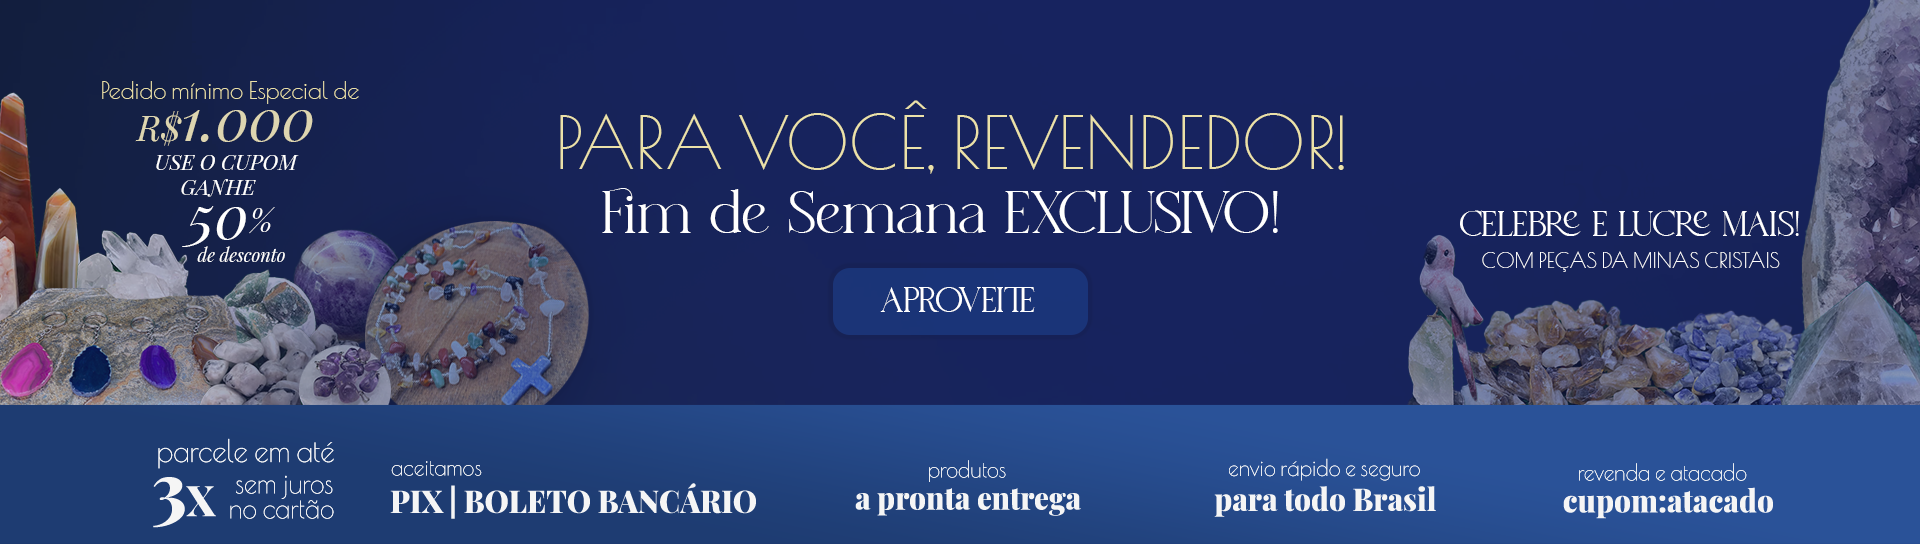 Pedido mínimo Especial de
R$1.000
USE O CUPOM
GANHE
50%
de desconto
PARA VOCÊ, REVENDEDOR!
Fim de Semana EXCLUSIVO!
APROVEITE
CELEBRE E LUCRE MAIS!
COM PEÇAS DA MINAS CRISTAIS
parcele em até
3x sem juros
no cartão
aceitamos
PIX | BOLETO BANCÁRIO
produtos
a pronta entrega
envio rápido e seguro
para todo Brasil
revenda e atacado
cupom:atacado